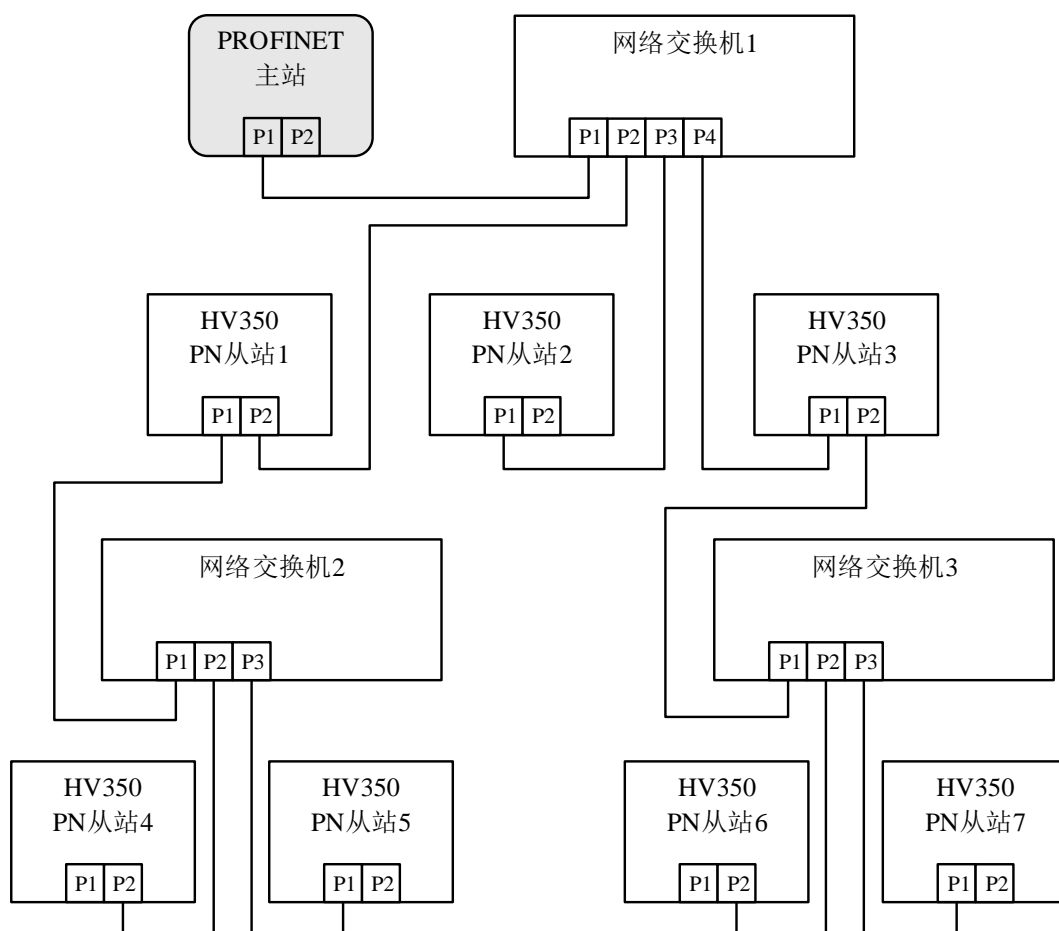 PROFINET
主站
P1 P2
网络交换机1
P1 P2 P3 P4
HV350
PN从站1
P1 P2
HV350
PN从站2
P1 P2
HV350
PN从站3
P1 P2
网络交换机2
P1 P2 P3
网络交换机3
P1 P2 P3
HV350
PN从站4
P1 P2
HV350
PN从站5
P1 P2
HV350
PN从站6
P1 P2
HV350
PN从站7
P1 P2